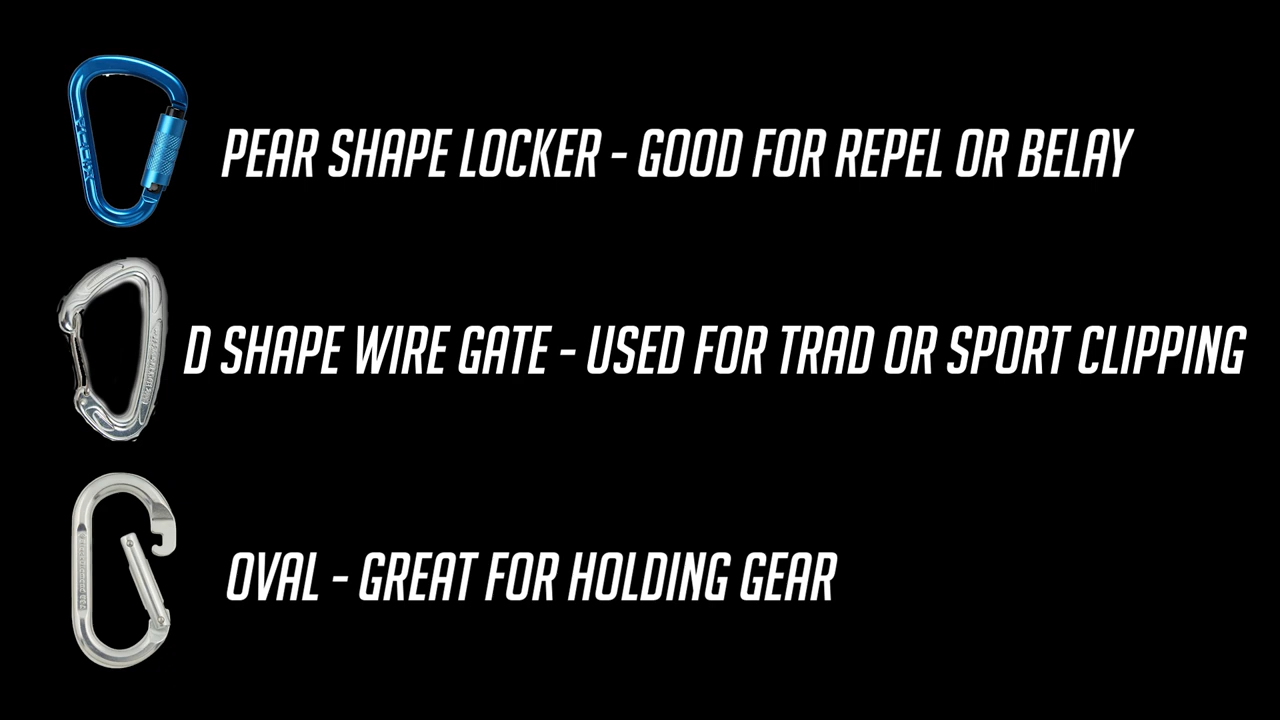 PEAR SHAPE LOCKER - GOOD FOR REPEL OR BELAY
D SHAPE WIRE GATE - USED FOR TRAD OR SPORT CLIPPING
OVAL - GREAT FOR HOLDING GEAR